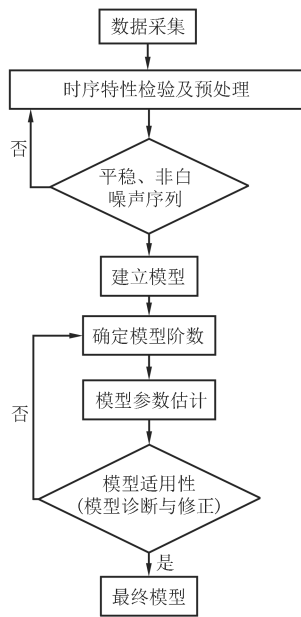 数据采集
时序特性检验及预处理
否
平稳、非白
噪声序列
建立模型
确定模型阶数
否
模型参数估计
模型适用性
(模型诊断与修正)
是
最终模型